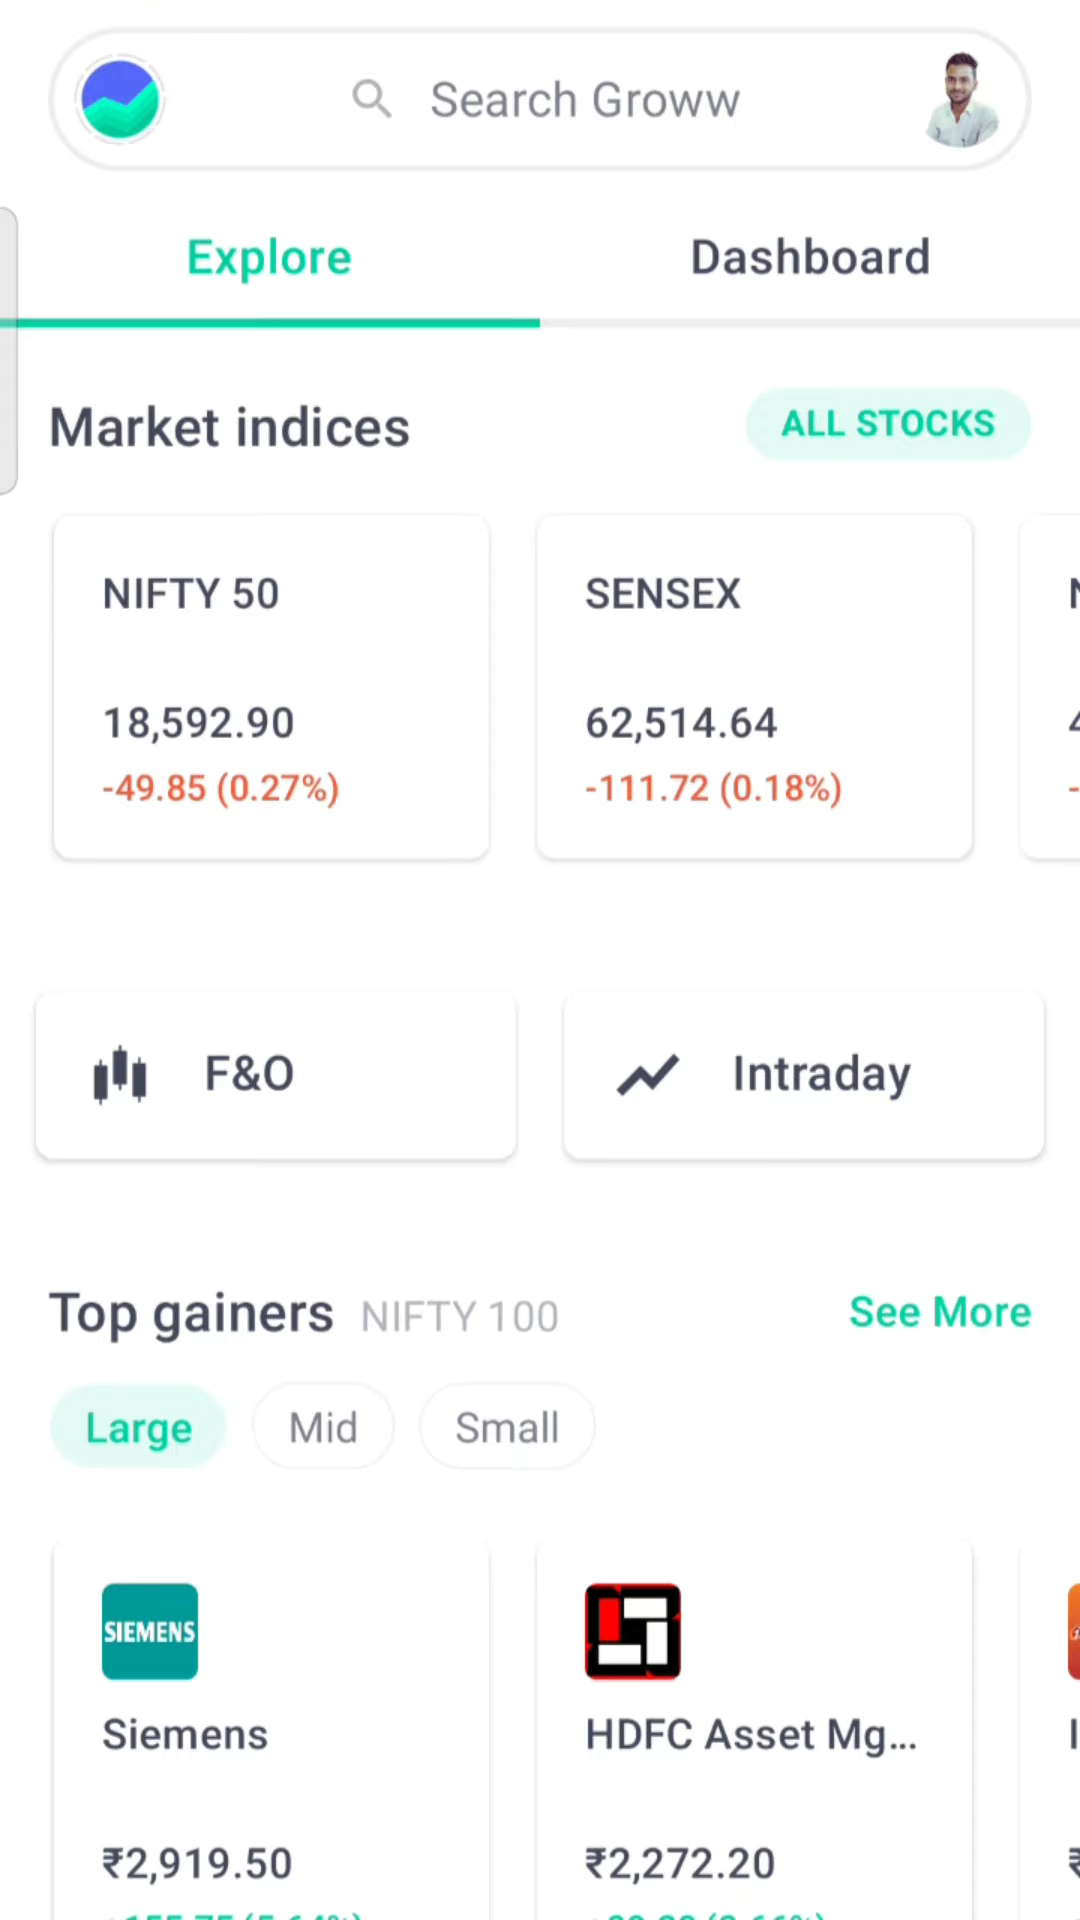 Search Groww
Explore
Dashboard
Market indices
ALL STOCKS
NIFTY 50
SENSEX
18,592.90
62,514.64
-49.85 (0.27%)
-111.72 (0.18%)
F&O
Intraday
Top gainers NIFTY 100
See More
Large
Mid
Small
SIEMENS
Siemens
HDFC Asset Mg...
₹2,919.50
₹2,272.20